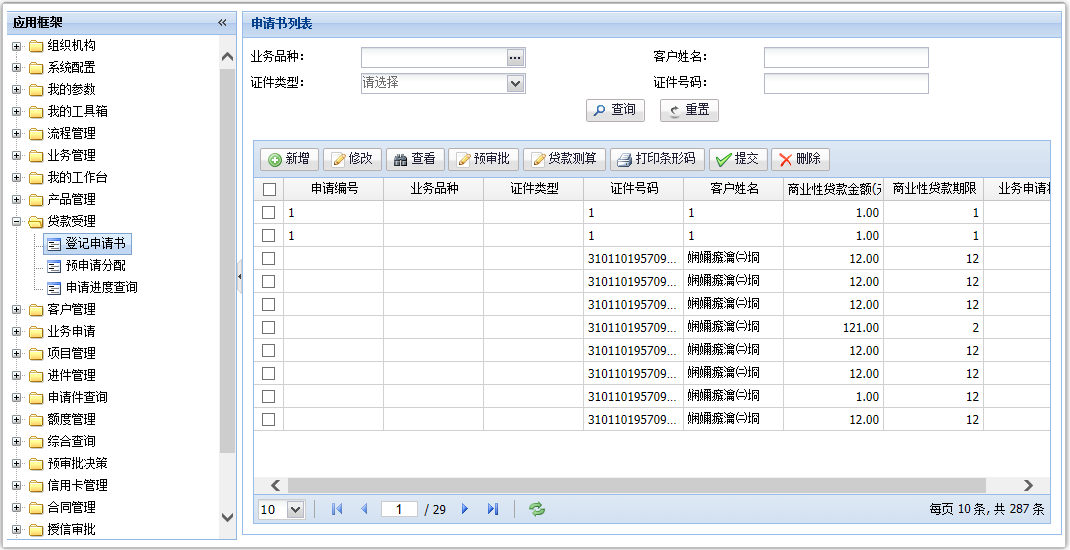 应用框架
组织机构
系统配置
我的参数
我的工具箱
流程管理
业务管理
我的工作台
产品管理
贷款受理
登记申请书
预申请分配
申请进度查询
客户管理
业务申请
项目管理
进件管理
申请件查询
额度管理
综合查询
预审批决策
信用卡管理
合同管理
授信审批
申请书列表
业务品种： ... 客户姓名：
证件类型： 请选择 证件号码：
查询 重置
新增 修改 查看 预审批 贷款测算 打印条形码 提交 删除
申请编号 业务品种 证件类型 证件号码 客户姓名 商业性贷款金额(元 商业性贷款期限 业务申请
1 1 1 1.00 1
1 1 1 1.00 1
310110195709... 娴嬭瘯瀹㈡埛 12.00 12
310110195709... 娴嬭瘯瀹㈡埛 12.00 12
310110195709... 娴嬭瘯瀹㈡埛 12.00 12
310110195709... 娴嬭瘯瀹㈡埛 121.00 2
310110195709... 娴嬭瘯瀹㈡埛 12.00 12
310110195709... 娴嬭瘯瀹㈡埛 12.00 12
310110195709... 娴嬭瘯瀹㈡埛 1.00 12
310110195709... 娴嬭瘯瀹㈡埛 12.00 12
10 1 / 29 每页 10 条, 共 287 条